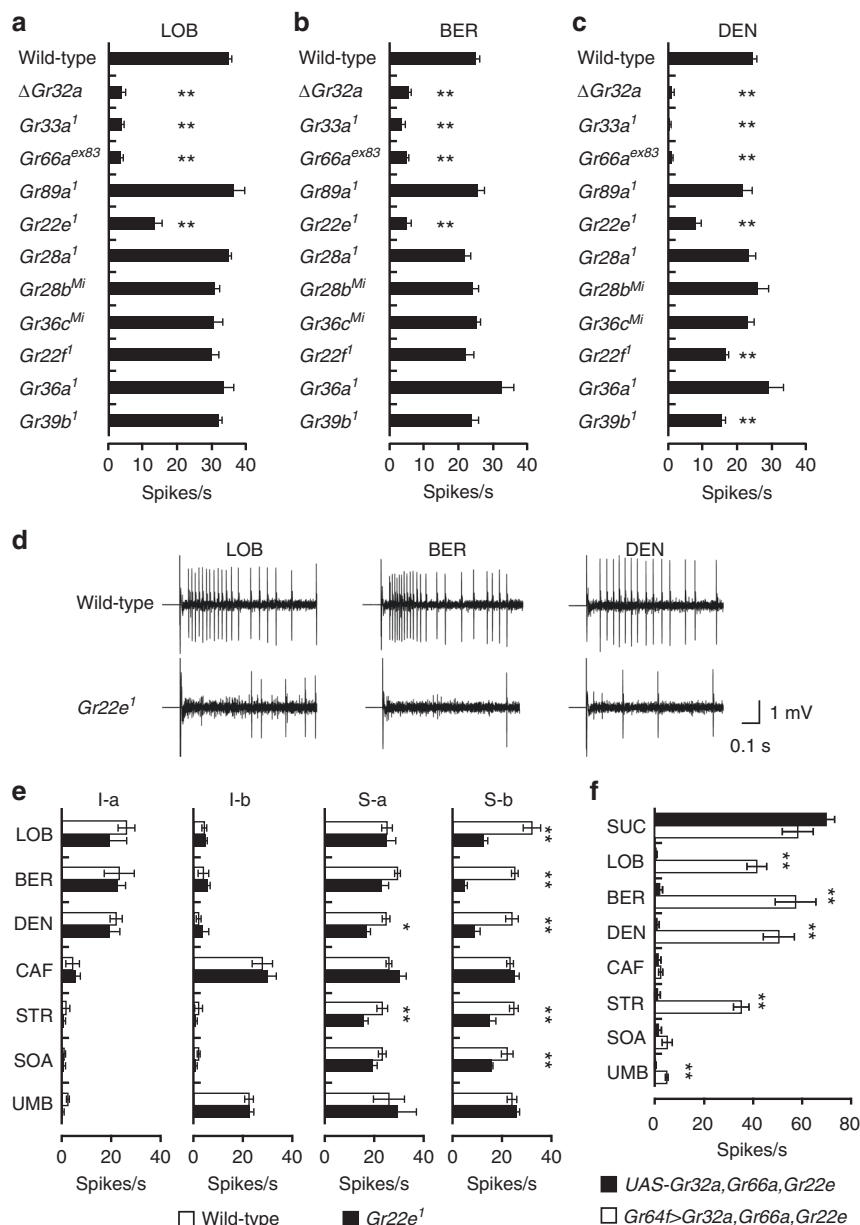 a
LOB
Wild-type
ΔGr32a
**
Gr33a¹
**
Gr66aᵉˣ⁸³
**
Gr89a¹
Gr22e¹
**
Gr28a¹
Gr28bᴹⁱ
Gr36cᴹⁱ
Gr22f¹
Gr36a¹
Gr39b¹
0 10 20 30 40
Spikes/s
b
BER
Wild-type
ΔGr32a
**
Gr33a¹
**
Gr66aᵉˣ⁸³
**
Gr89a¹
Gr22e¹
**
Gr28a¹
Gr28bᴹⁱ
Gr36cᴹⁱ
Gr22f¹
Gr36a¹
Gr39b¹
0 10 20 30 40
Spikes/s
c
DEN
Wild-type
ΔGr32a
**
Gr33a¹
**
Gr66aᵉˣ⁸³
**
Gr89a¹
Gr22e¹
**
Gr28a¹
Gr28bᴹⁱ
Gr36cᴹⁱ
Gr22f¹
**
Gr36a¹
Gr39b¹
**
0 10 20 30 40
Spikes/s
d
LOB BER DEN
Wild-type
Gr22e¹
1 mV
0.1 s
e
I-a I-b S-a S-b
LOB
**
BER
**
DEN
* **
CAF
STR
** **
SOA
**
UMB
0 20 40 0 20 40 0 20 40 0 20 40
Spikes/s Spikes/s Spikes/s Spikes/s
Wild-type Gr22e¹
f
SUC
LOB
**
BER
**
DEN
**
CAF
STR
**
SOA
UMB
**
0 20 40 60 80
Spikes/s
UAS-Gr32a,Gr66a,Gr22e
Gr64f>Gr32a,Gr66a,Gr22e